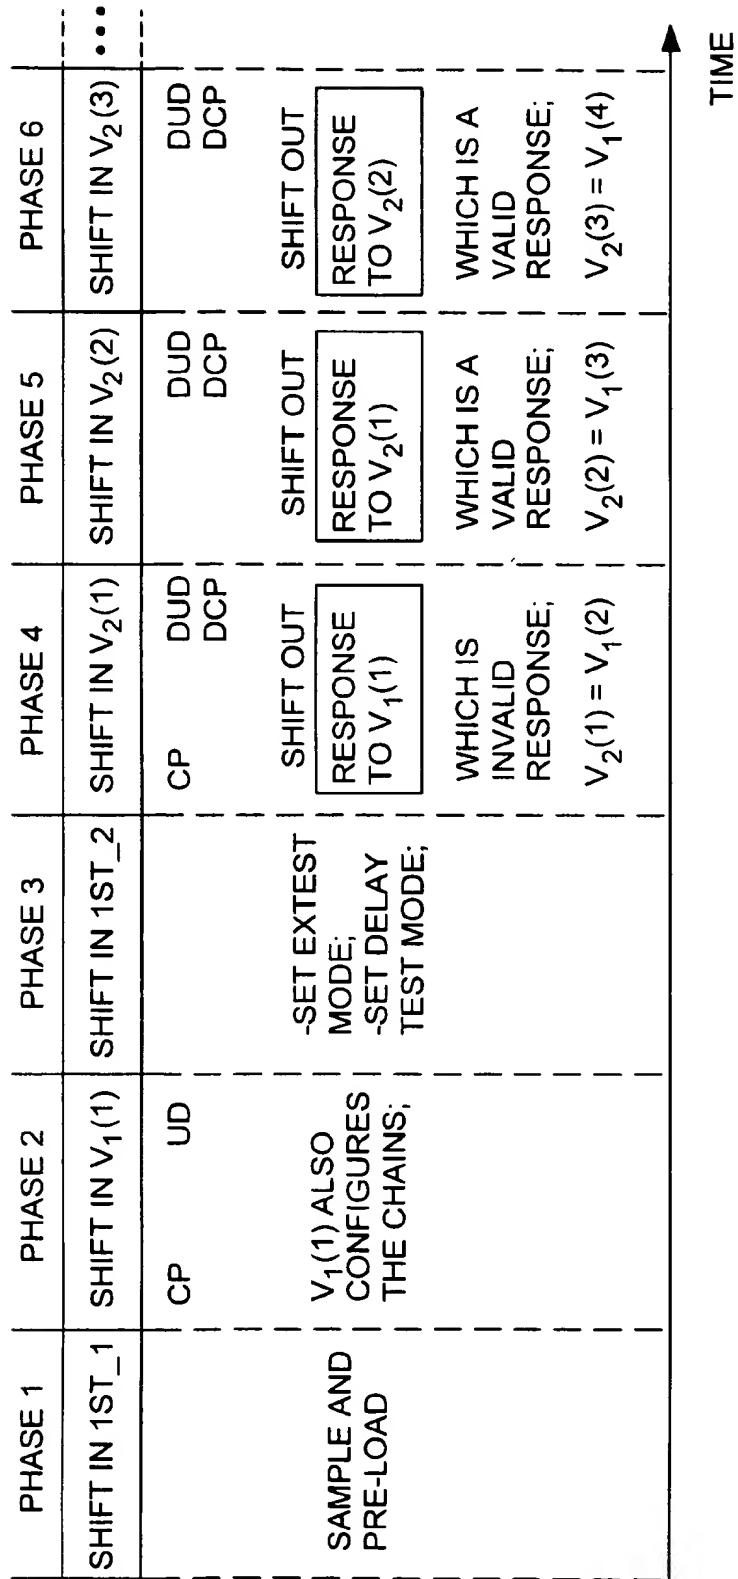 PHASE 1
SHIFT IN 1ST_1
SAMPLE AND
PRE-LOAD
PHASE 2
SHIFT IN V₁(1)
CP UD
V₁(1) ALSO
CONFIGURES
THE CHAINS;
PHASE 3
SHIFT IN 1ST_2
-SET EXTEST
MODE;
-SET DELAY
TEST MODE;
PHASE 4
SHIFT IN V₂(1)
CP DUD
DCP
SHIFT OUT
RESPONSE
TO V₁(1)
WHICH IS
INVALID
RESPONSE;
V₂(1) = V₁(2)
PHASE 5
SHIFT IN V₂(2)
DUD
DCP
SHIFT OUT
RESPONSE
TO V₂(1)
WHICH IS A
VALID
RESPONSE;
V₂(2) = V₁(3)
PHASE 6
SHIFT IN V₂(3)
DUD
DCP
SHIFT OUT
RESPONSE
TO V₂(2)
WHICH IS A
VALID
RESPONSE;
V₂(3) = V₁(4)
•••
TIME